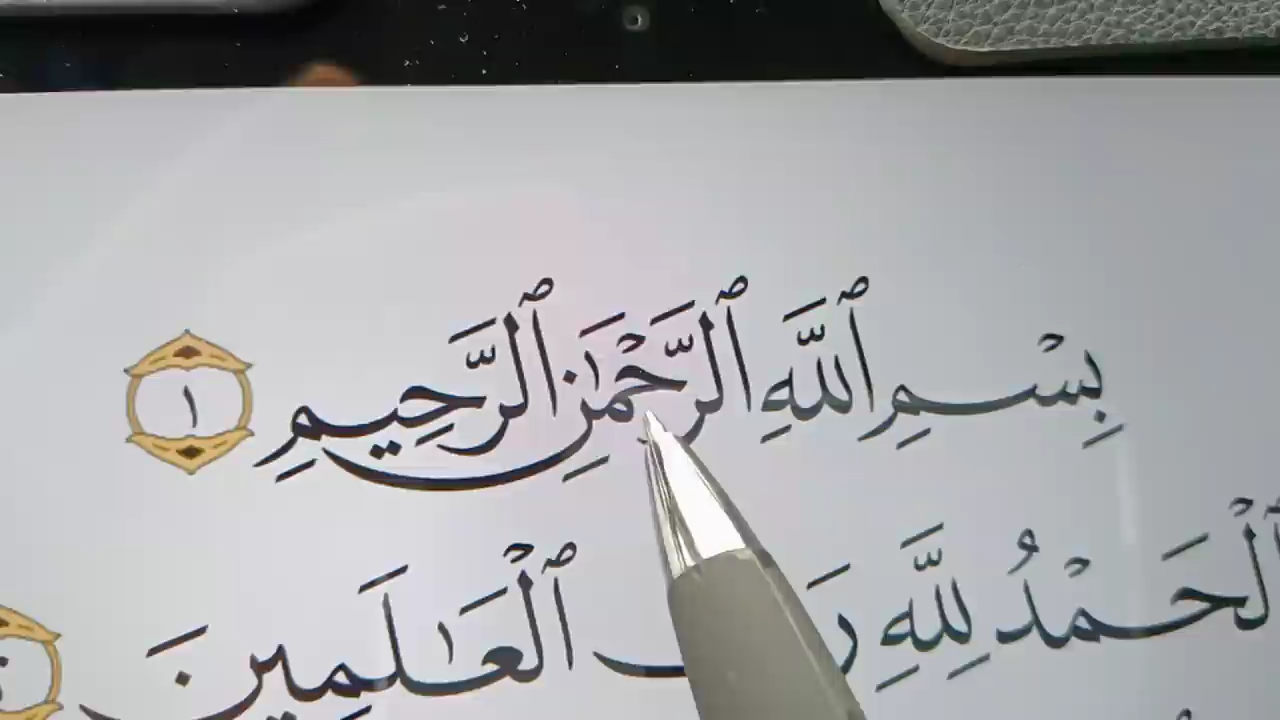 بِسْمِ ٱللَّهِ ٱلرَّحْمَٰنِ ٱلرَّحِيمِ ١
ٱلْحَمْدُ لِلَّهِ ٱلْعَٰلَمِينَ